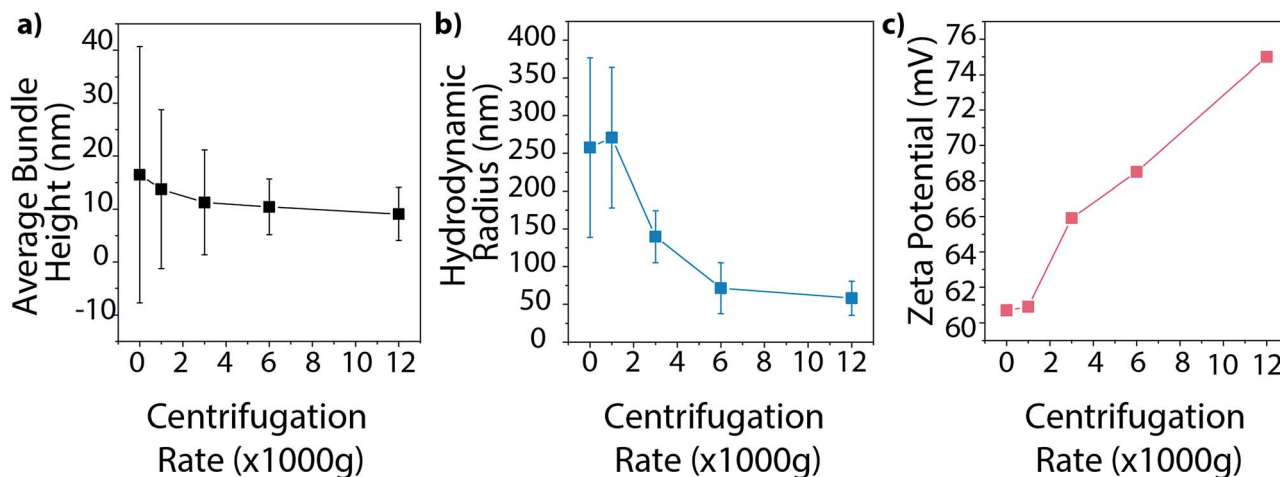 a)
Average Bundle
Height (nm)
40
30
20
10
0
-10
0 2 4 6 8 10 12
Centrifugation
Rate (x1000g)
b)
Hydrodynamic
Radius (nm)
400
350
300
250
200
150
100
50
0
0 2 4 6 8 10 12
Centrifugation
Rate (x1000g)
c)
Zeta Potential (mV)
76
74
72
70
68
66
64
62
60
0 2 4 6 8 10 12
Centrifugation
Rate (x1000g)